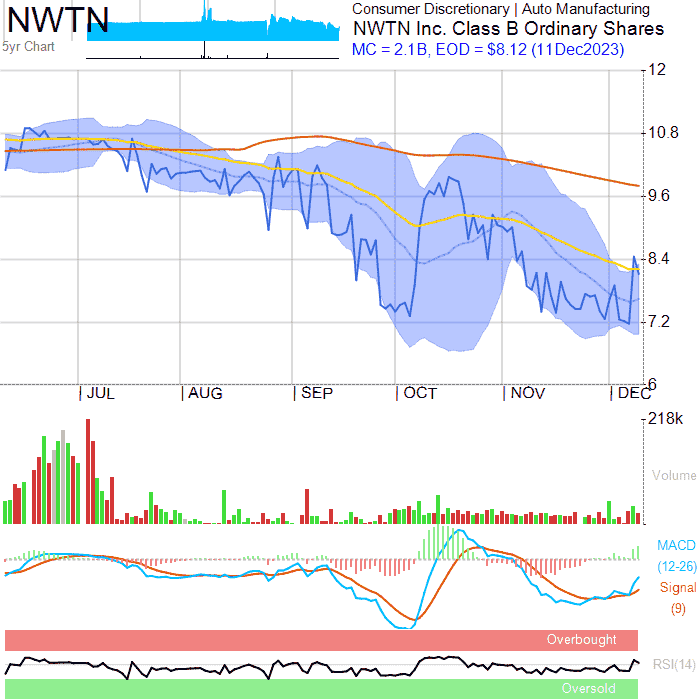 NWTN
5yr Chart
Consumer Discretionary | Auto Manufacturing
NWTN Inc. Class B Ordinary Shares
MC = 2.1B, EOD = $8.12 (11Dec2023)
12
10.8
9.6
8.4
7.2
6
JUL AUG SEP OCT NOV DEC
218k
Volume
MACD
(12-26)
Signal
(9)
Overbought
RSI(14)
Oversold